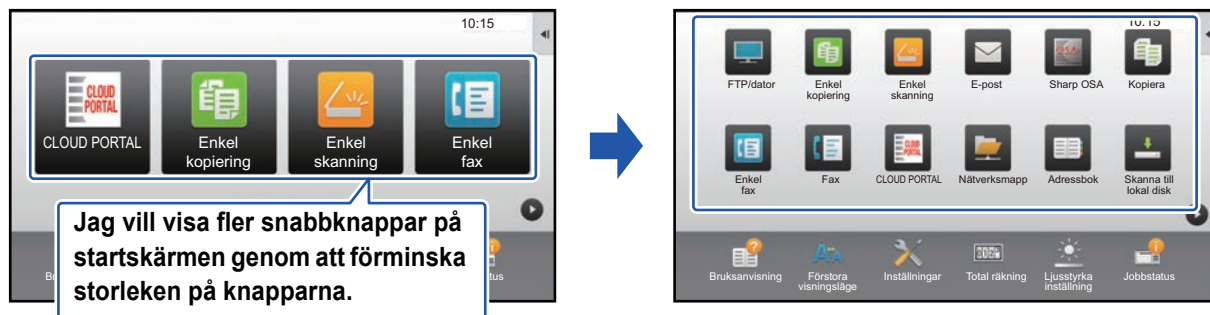 10:15
CLOUD
PORTAL
CLOUD PORTAL
Enkel
kopiering
Enkel
skanning
Enkel
fax
Jag vill visa fler snabbknappar på
startskärmen genom att förminska
storleken på knapparna.
10:15
FTP/dator
Enkel
kopiering
Enkel
skanning
E-post
Sharp OSA
Kopiera
Enkel
fax
Fax
CLOUD PORTAL
Nätverksmapp
Adressbok
Skanna till
lokal disk
Bruksanvisning
Förstora
visningsläge
Inställningar
Total räkning
Ljusstyrka
inställning
Jobbstatus